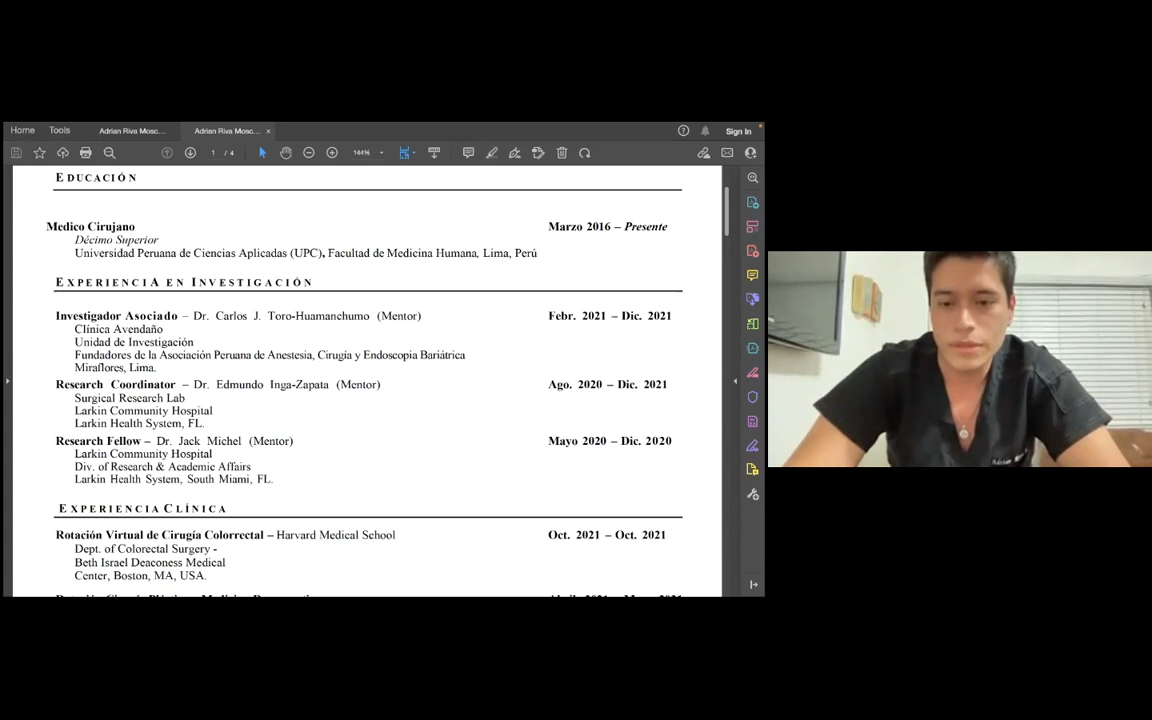 Home Tools Adrian Riva Mosc... Adrian Riva Mosc... × Sign In
1 / 4 144%
EDUCACIÓN
Medico Cirujano Marzo 2016 – Presente
Décimo Superior
Universidad Peruana de Ciencias Aplicadas (UPC), Facultad de Medicina Humana, Lima, Perú
EXPERIENCIA EN INVESTIGACIÓN
Investigador Asociado – Dr. Carlos J. Toro-Huamanchumo (Mentor) Febr. 2021 – Dic. 2021
Clínica Avendaño
Unidad de Investigación
Fundadores de la Asociación Peruana de Anestesia, Cirugía y Endoscopia Bariátrica
Miraflores, Lima.
Research Coordinator – Dr. Edmundo Inga-Zapata (Mentor) Ago. 2020 – Dic. 2021
Surgical Research Lab
Larkin Community Hospital
Larkin Health System, FL.
Research Fellow – Dr. Jack Michel (Mentor) Mayo 2020 – Dic. 2020
Larkin Community Hospital
Div. of Research & Academic Affairs
Larkin Health System, South Miami, FL.
EXPERIENCIA CLÍNICA
Rotación Virtual de Cirugía Colorrectal – Harvard Medical School Oct. 2021 – Oct. 2021
Dept. of Colorectal Surgery -
Beth Israel Deaconess Medical
Center, Boston, MA, USA.
Adrian